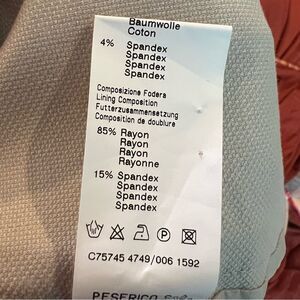 Baumwolle
Coton
4% Spandex
Spandex
Spandex
Spandex
Composizione Fodera
Lining Composition
Futterzusammensetzung
Composition de doublure
85% Rayon
Rayon
Rayon
Rayonne
15% Spandex
Spandex
Spandex
Spandex
P
C75745 4749/006 1592
PESERICO